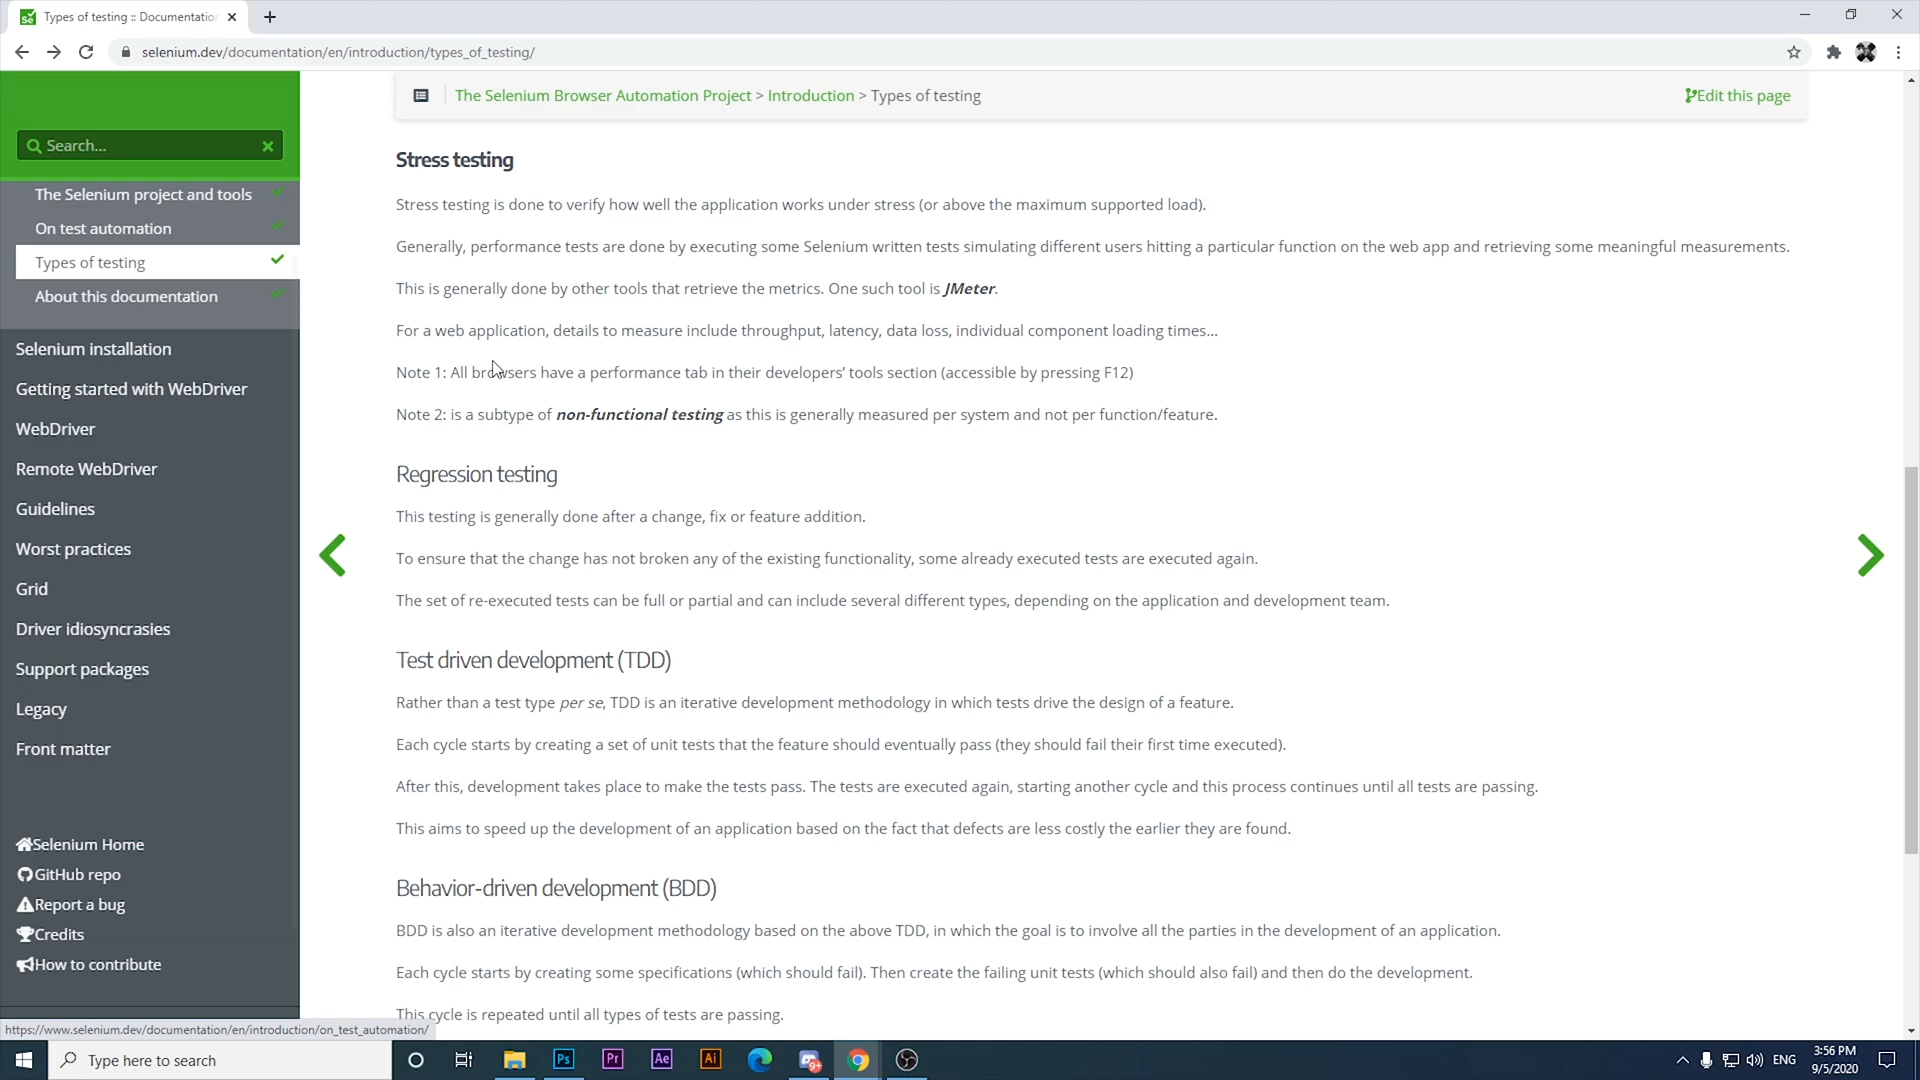 Types of testing :: Documentatio
selenium.dev/documentation/en/introduction/types_of_testing/
Search...
The Selenium project and tools
On test automation
Types of testing
About this documentation
Selenium installation
Getting started with WebDriver
WebDriver
Remote WebDriver
Guidelines
Worst practices
Grid
Driver idiosyncrasies
Support packages
Legacy
Front matter
Selenium Home
GitHub repo
Report a bug
Credits
How to contribute
The Selenium Browser Automation Project > Introduction > Types of testing
Edit this page
Stress testing
Stress testing is done to verify how well the application works under stress (or above the maximum supported load).
Generally, performance tests are done by executing some Selenium written tests simulating different users hitting a particular function on the web app and retrieving some meaningful measurements.
This is generally done by other tools that retrieve the metrics. One such tool is JMeter.
For a web application, details to measure include throughput, latency, data loss, individual component loading times...
Note 1: All browsers have a performance tab in their developers’ tools section (accessible by pressing F12)
Note 2: is a subtype of non-functional testing as this is generally measured per system and not per function/feature.
Regression testing
This testing is generally done after a change, fix or feature addition.
To ensure that the change has not broken any of the existing functionality, some already executed tests are executed again.
The set of re-executed tests can be full or partial and can include several different types, depending on the application and development team.
Test driven development (TDD)
Rather than a test type per se, TDD is an iterative development methodology in which tests drive the design of a feature.
Each cycle starts by creating a set of unit tests that the feature should eventually pass (they should fail their first time executed).
After this, development takes place to make the tests pass. The tests are executed again, starting another cycle and this process continues until all tests are passing.
This aims to speed up the development of an application based on the fact that defects are less costly the earlier they are found.
Behavior-driven development (BDD)
BDD is also an iterative development methodology based on the above TDD, in which the goal is to involve all the parties in the development of an application.
Each cycle starts by creating some specifications (which should fail). Then create the failing unit tests (which should also fail) and then do the development.
This cycle is repeated until all types of tests are passing.
https://www.selenium.dev/documentation/en/introduction/on_test_automation/
Type here to search
Ps
Pr
Ae
Ai
9+
ENG
3:56 PM
9/5/2020